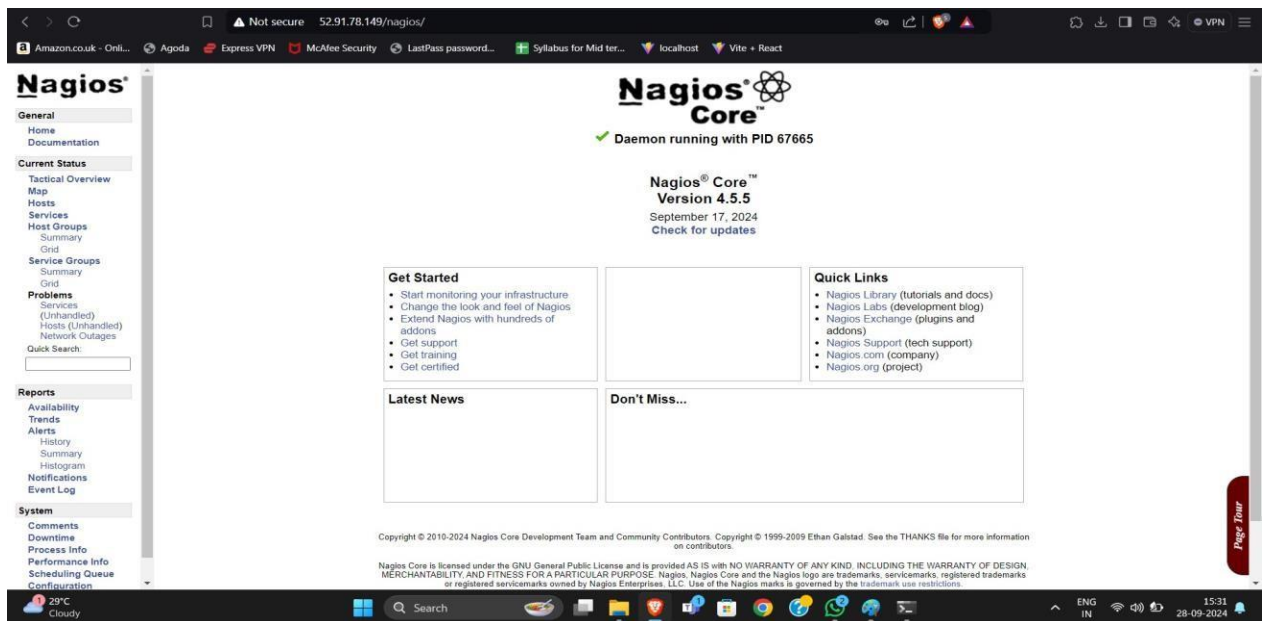 Not secure 52.91.78.149/nagios/
VPN
Amazon.co.uk - Onli...
Agoda
Express VPN
McAfee Security
LastPass password...
Syllabus for Mid ter...
localhost
Vite + React
Nagios®
General
Home
Documentation
Current Status
Tactical Overview
Map
Hosts
Services
Host Groups
Summary
Grid
Service Groups
Summary
Grid
Problems
Services
(Unhandled)
Hosts (Unhandled)
Network Outages
Quick Search:
Reports
Availability
Trends
Alerts
History
Summary
Histogram
Notifications
Event Log
System
Comments
Downtime
Process Info
Performance Info
Scheduling Queue
Configuration
Nagios®
Core™
Daemon running with PID 67665
Nagios® Core™
Version 4.5.5
September 17, 2024
Check for updates
Get Started
• Start monitoring your infrastructure
• Change the look and feel of Nagios
• Extend Nagios with hundreds of
addons
• Get support
• Get training
• Get certified
Quick Links
• Nagios Library (tutorials and docs)
• Nagios Labs (development blog)
• Nagios Exchange (plugins and
addons)
• Nagios Support (tech support)
• Nagios.com (company)
• Nagios.org (project)
Latest News
Don't Miss...
Page Tour
Copyright © 2010-2024 Nagios Core Development Team and Community Contributors. Copyright © 1999-2009 Ethan Galstad. See the THANKS file for more information
on contributors.
Nagios Core is licensed under the GNU General Public License and is provided AS IS with NO WARRANTY OF ANY KIND, INCLUDING THE WARRANTY OF DESIGN,
MERCHANTABILITY, AND FITNESS FOR A PARTICULAR PURPOSE. Nagios, Nagios Core and the Nagios logo are trademarks, servicemarks, registered trademarks
or registered servicemarks owned by Nagios Enterprises, LLC. Use of the Nagios marks is governed by the trademark use restrictions.
29°C
Cloudy
Search
ENG
IN
15:31
28-09-2024